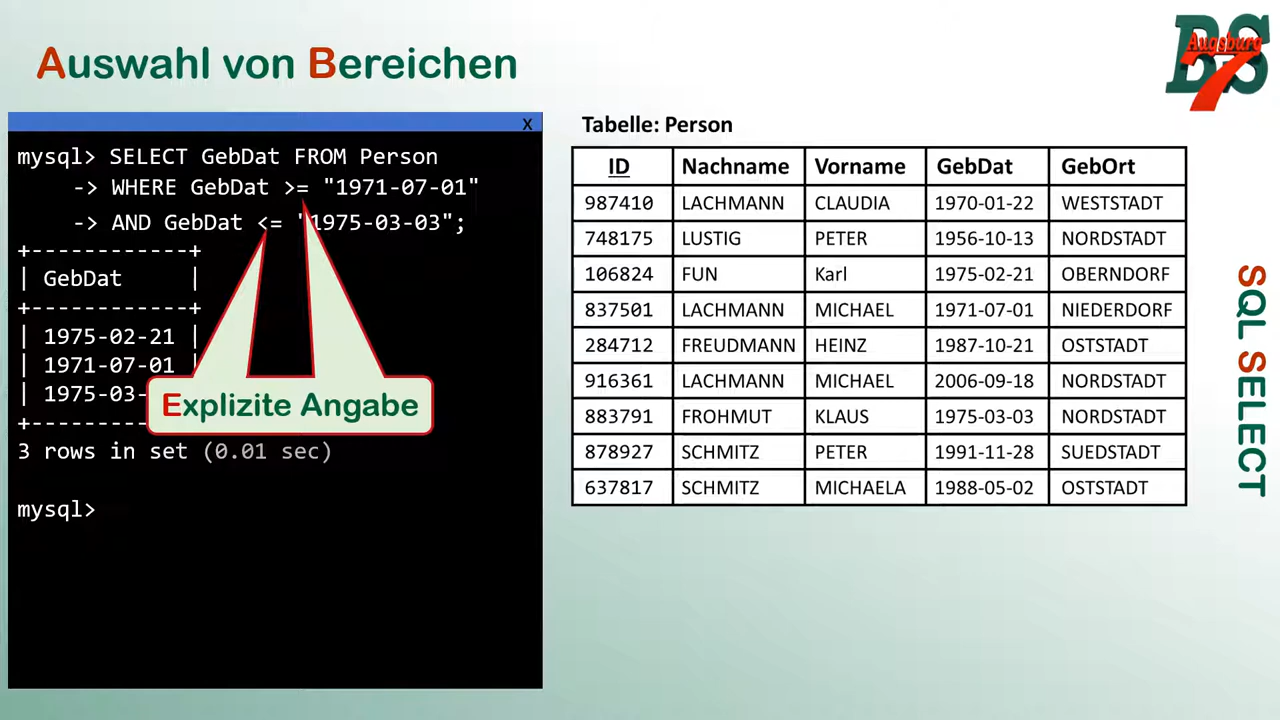 Auswahl von Bereichen
BS
Augsburg
7
X
mysql> SELECT GebDat FROM Person
-> WHERE GebDat >= "1971-07-01"
-> AND GebDat <= "1975-03-03";
+------------+
| GebDat |
+------------+
| 1975-02-21 |
| 1971-07-01
| 1975-03-
+---------
3 rows in set (0.01 sec)
mysql>
Explizite Angabe
Tabelle: Person
ID Nachname Vorname GebDat GebOrt
987410 LACHMANN CLAUDIA 1970-01-22 WESTSTADT
748175 LUSTIG PETER 1956-10-13 NORDSTADT
106824 FUN Karl 1975-02-21 OBERNDORF
837501 LACHMANN MICHAEL 1971-07-01 NIEDERDORF
284712 FREUDMANN HEINZ 1987-10-21 OSTSTADT
916361 LACHMANN MICHAEL 2006-09-18 NORDSTADT
883791 FROHMUT KLAUS 1975-03-03 NORDSTADT
878927 SCHMITZ PETER 1991-11-28 SUEDSTADT
637817 SCHMITZ MICHAELA 1988-05-02 OSTSTADT
SQL SELECT